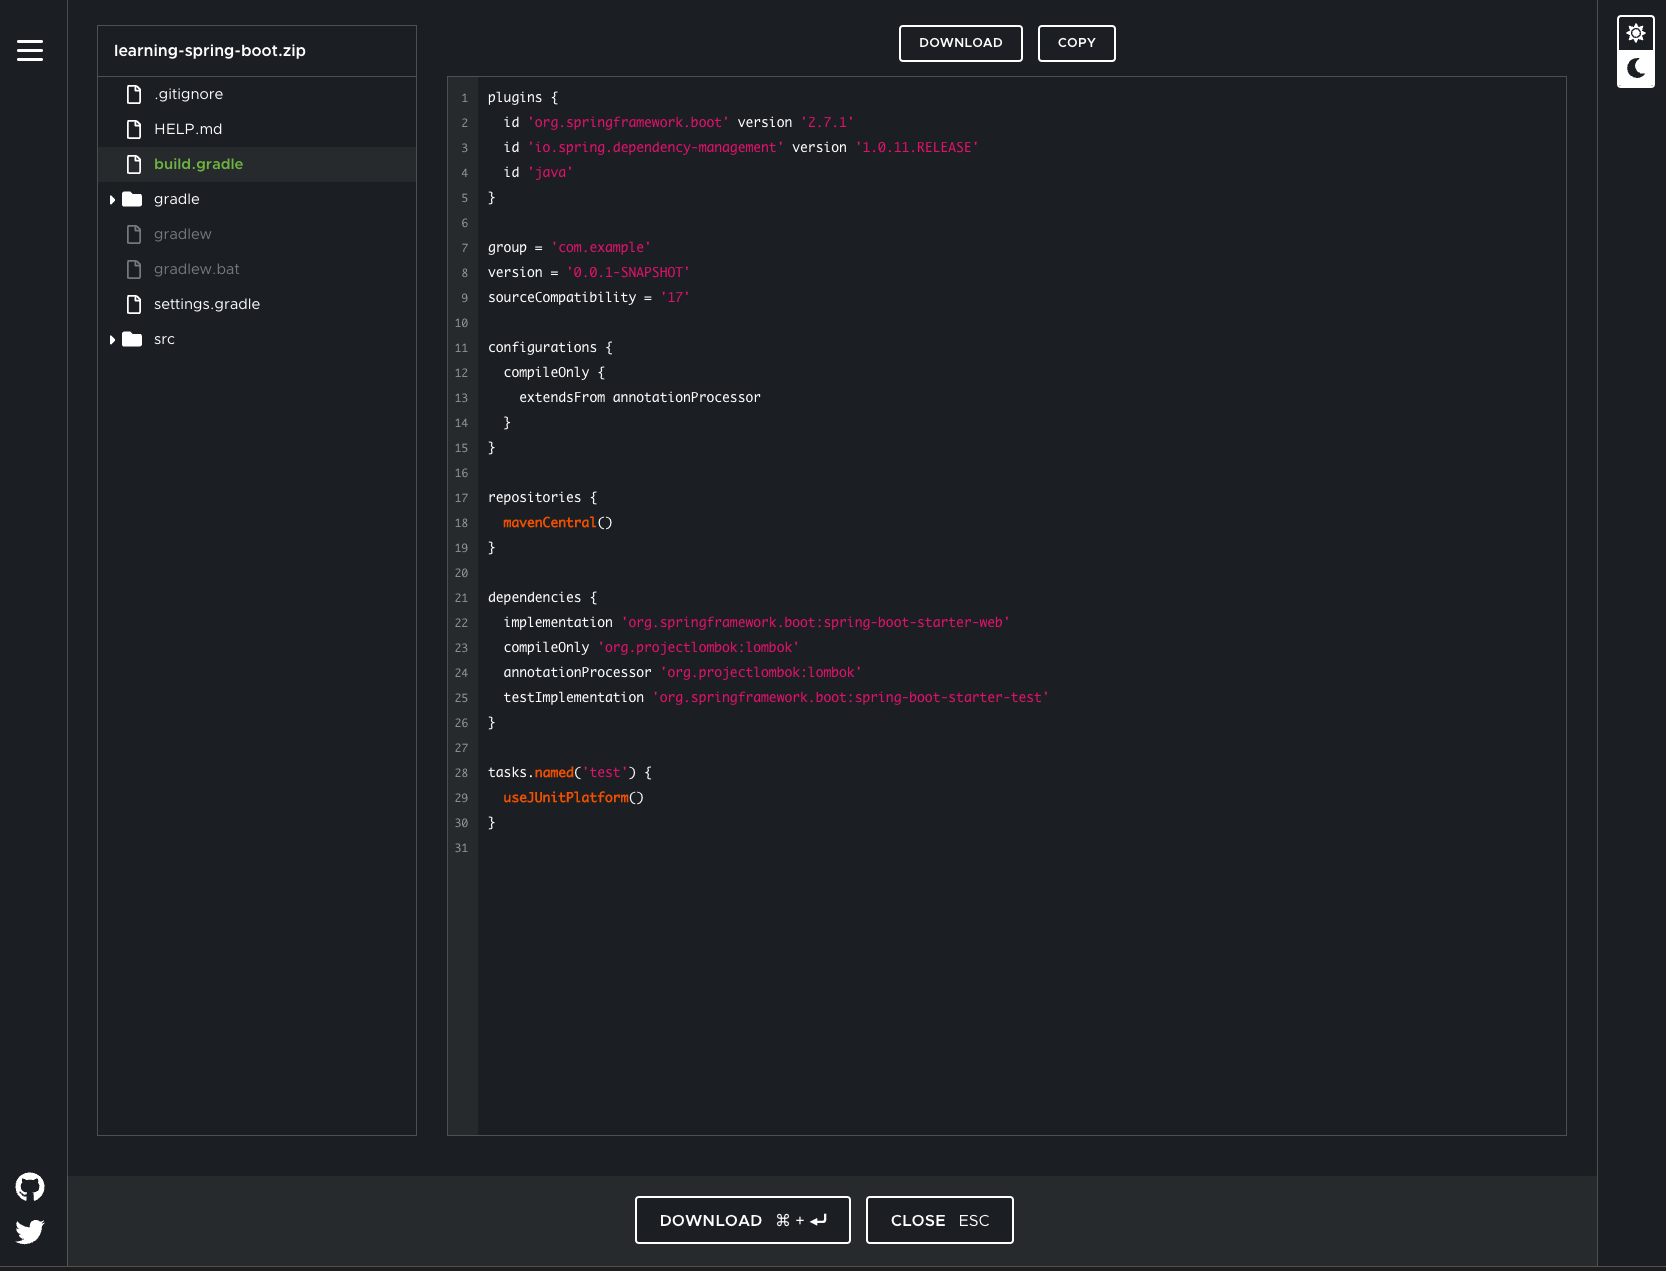 learning-spring-boot.zip
.gitignore
HELP.md
build.gradle
gradle
gradlew
gradlew.bat
settings.gradle
src
DOWNLOAD COPY
1 plugins {
2 id 'org.springframework.boot' version '2.7.1'
3 id 'io.spring.dependency-management' version '1.0.11.RELEASE'
4 id 'java'
5 }
6
7 group = 'com.example'
8 version = '0.0.1-SNAPSHOT'
9 sourceCompatibility = '17'
10
11 configurations {
12 compileOnly {
13 extendsFrom annotationProcessor
14 }
15 }
16
17 repositories {
18 mavenCentral()
19 }
20
21 dependencies {
22 implementation 'org.springframework.boot:spring-boot-starter-web'
23 compileOnly 'org.projectlombok:lombok'
24 annotationProcessor 'org.projectlombok:lombok'
25 testImplementation 'org.springframework.boot:spring-boot-starter-test'
26 }
27
28 tasks.named('test') {
29 useJUnitPlatform()
30 }
31
DOWNLOAD ⌘ + ↵ CLOSE ESC